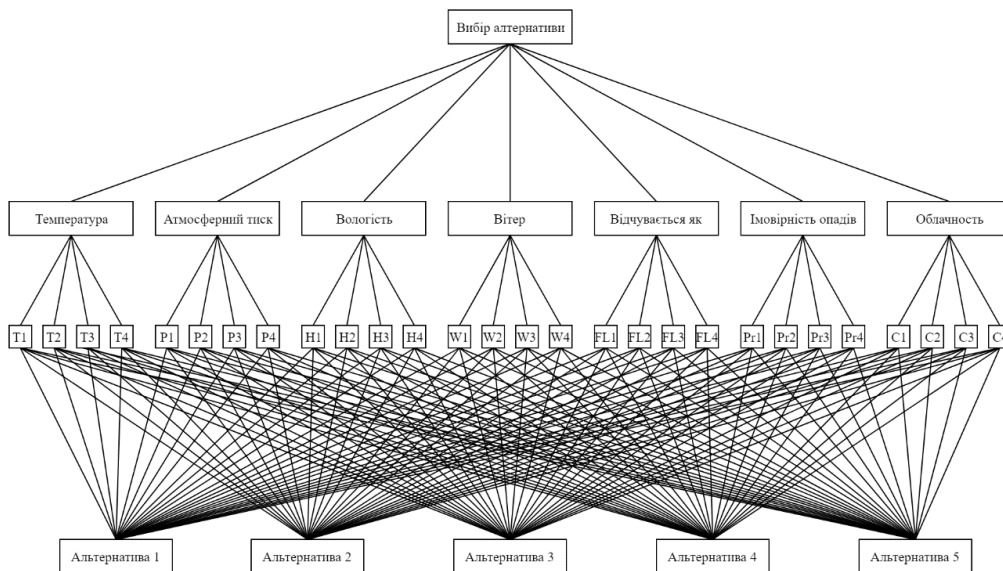 Вибір алтернативи
Температура Атмосферний тиск Вологість Вітер Відчувається як Імовірність опадів Облачность
T1 T2 T3 T4 P1 P2 P3 P4 H1 H2 H3 H4 W1 W2 W3 W4 FL1 FL2 FL3 FL4 Pr1 Pr2 Pr3 Pr4 C1 C2 C3 C4
Альтернатива 1 Альтернатива 2 Альтернатива 3 Альтернатива 4 Альтернатива 5